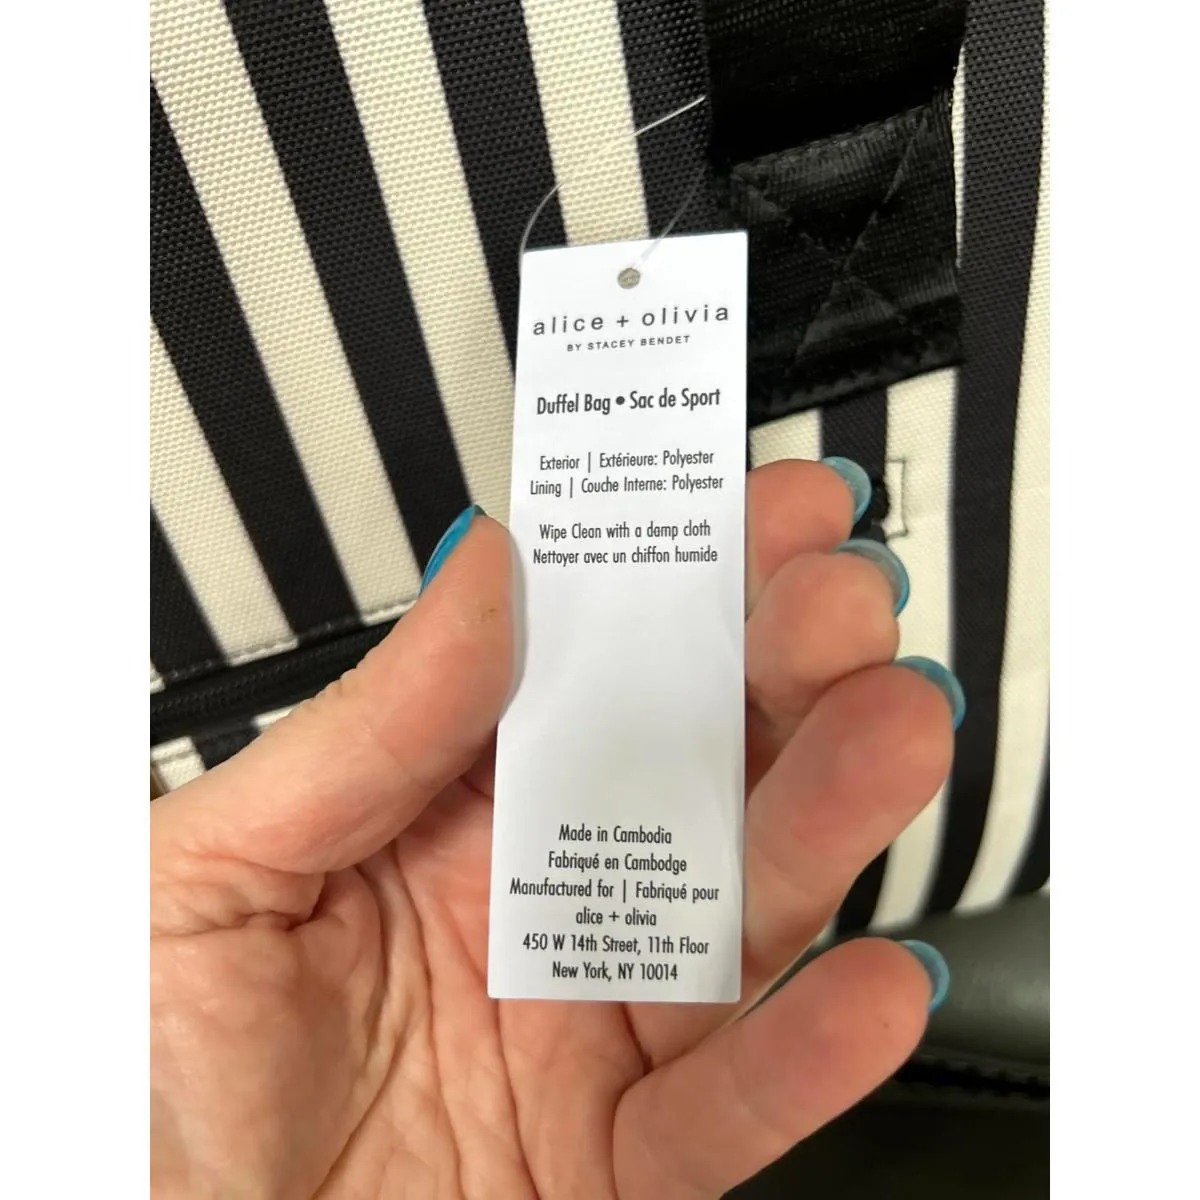 alice + olivia
BY STACEY BENDET
Duffel Bag • Sac de Sport
Exterior | Extérieure: Polyester
Lining | Couche Interne: Polyester
Wipe Clean with a damp cloth
Nettoyer avec un chiffon humide
Made in Cambodia
Fabriqué en Cambodge
Manufactured for | Fabriqué pour
alice + olivia
450 W 14th Street, 11th Floor
New York, NY 10014